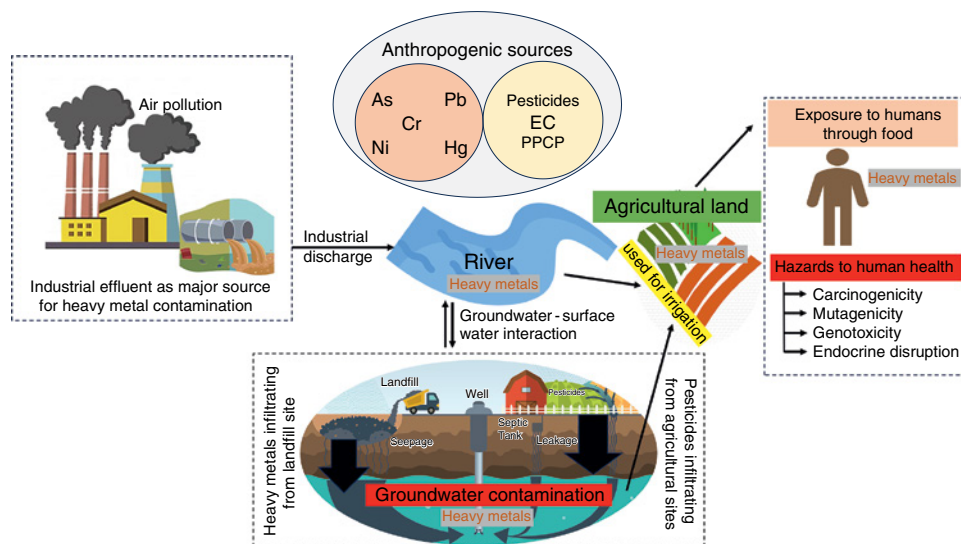 Anthropogenic sources
As
Pb
Cr
Ni
Hg
Pesticides
EC
PPCP
Air pollution
Industrial effluent as major source
for heavy metal contamination
Industrial
discharge
River
Heavy metals
Groundwater - surface
water interaction
Agricultural land
Heavy metals
used for irrigation
Exposure to humans
through food
Heavy metals
Hazards to human health
Carcinogenicity
Mutagenicity
Genotoxicity
Endocrine disruption
Heavy metals infiltrating
from landfill site
Landfill
Well
Pesticides
Seepage
Septic
Tank
Leakage
Groundwater contamination
Heavy metals
Pesticides infiltrating
from agricultural sites